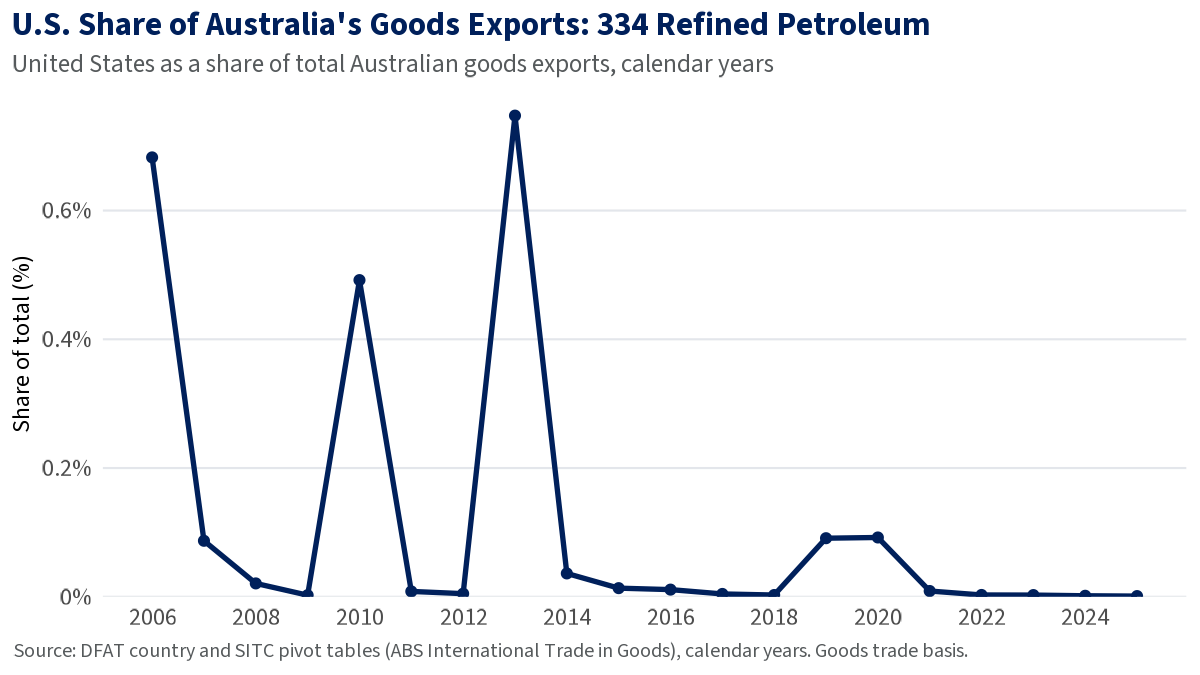 U.S. Share of Australia's Goods Exports: 334 Refined Petroleum
United States as a share of total Australian goods exports, calendar years
Share of total (%)
0.6%
0.4%
0.2%
0%
2006 2008 2010 2012 2014 2016 2018 2020 2022 2024
Source: DFAT country and SITC pivot tables (ABS International Trade in Goods), calendar years. Goods trade basis.